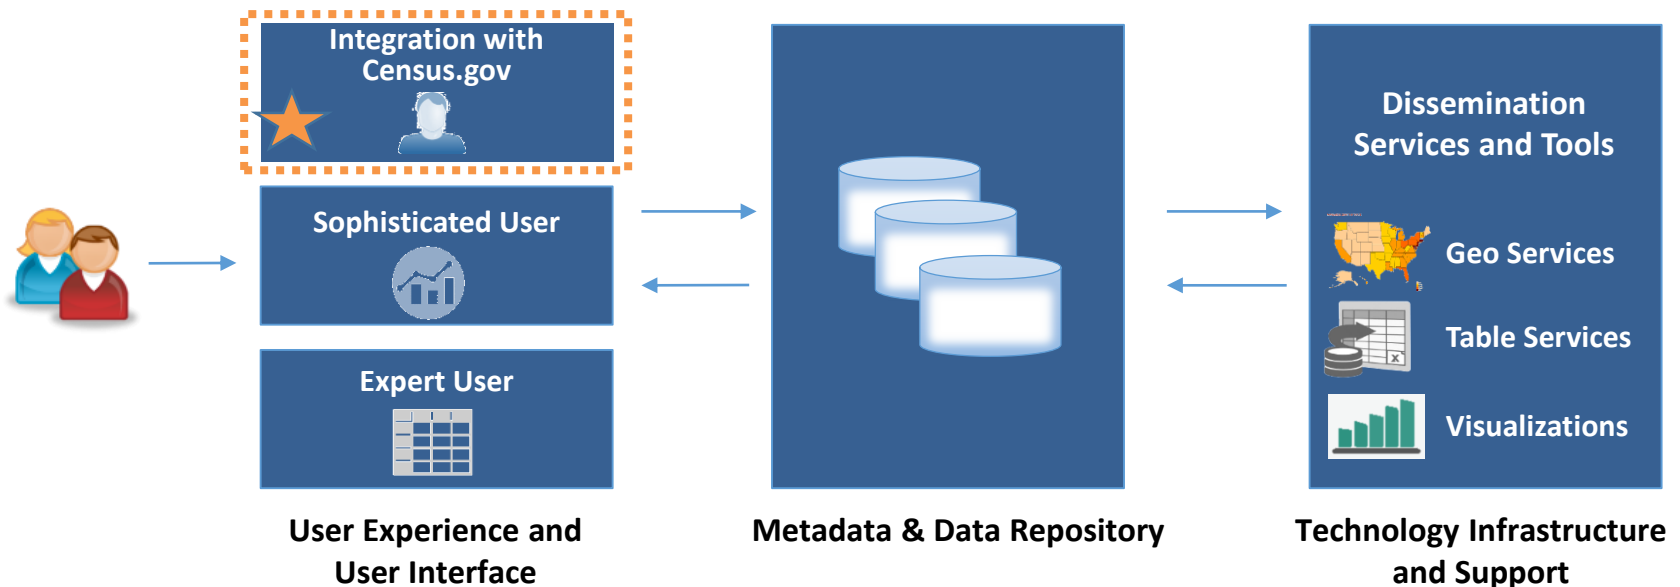 Integration with
Census.gov
Sophisticated User
Expert User
User Experience and
User Interface
Metadata & Data Repository
Dissemination
Services and Tools
Geo Services
Table Services
Visualizations
Technology Infrastructure
and Support